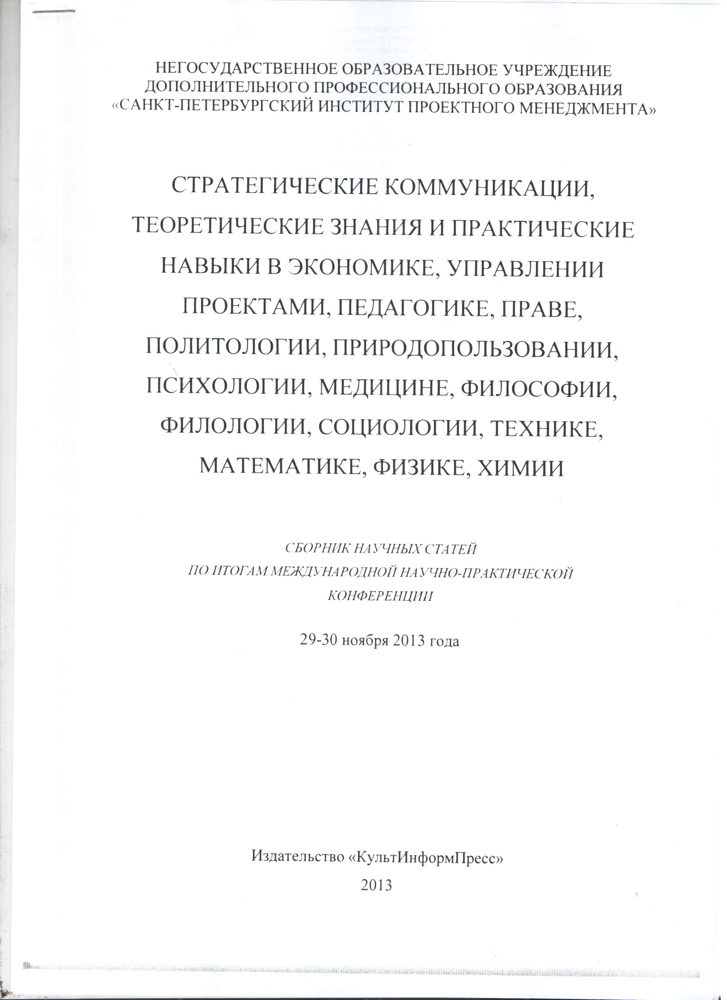 НЕГОСУДАРСТВЕННОЕ ОБРАЗОВАТЕЛЬНОЕ УЧРЕЖДЕНИЕ
ДОПОЛНИТЕЛЬНОГО ПРОФЕССИОНАЛЬНОГО ОБРАЗОВАНИЯ
«САНКТ-ПЕТЕРБУРГСКИЙ ИНСТИТУТ ПРОЕКТНОГО МЕНЕДЖМЕНТА»
СТРАТЕГИЧЕСКИЕ КОММУНИКАЦИИ,
ТЕОРЕТИЧЕСКИЕ ЗНАНИЯ И ПРАКТИЧЕСКИЕ
НАВЫКИ В ЭКОНОМИКЕ, УПРАВЛЕНИИ
ПРОЕКТАМИ, ПЕДАГОГИКЕ, ПРАВЕ,
ПОЛИТОЛОГИИ, ПРИРОДОПОЛЬЗОВАНИИ,
ПСИХОЛОГИИ, МЕДИЦИНЕ, ФИЛОСОФИИ,
ФИЛОЛОГИИ, СОЦИОЛОГИИ, ТЕХНИКЕ,
МАТЕМАТИКЕ, ФИЗИКЕ, ХИМИИ
СБОРНИК НАУЧНЫХ СТАТЕЙ
ПО ИТОГАМ МЕЖДУНАРОДНОЙ НАУЧНО-ПРАКТИЧЕСКОЙ
КОНФЕРЕНЦИИ
29-30 ноября 2013 года
Издательство «КультИнформПресс»
2013